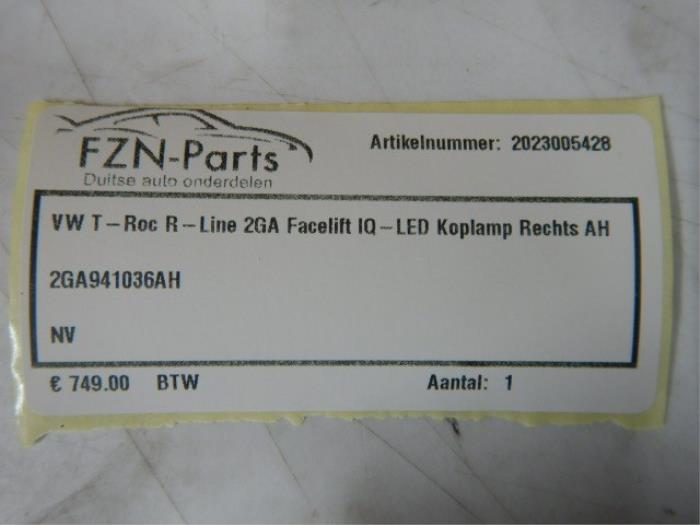 FZN-Parts
Duitse auto onderdelen
Artikelnummer: 2023005428
VW T-Roc R-Line 2GA Facelift IQ-LED Koplamp Rechts AH
2GA941036AH
NV
€ 749.00 BTW
Aantal: 1